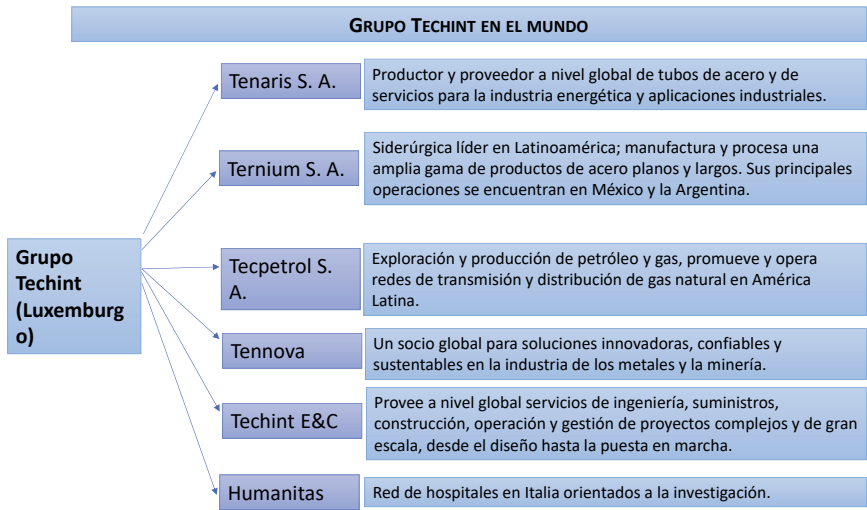 GRUPO TECHINT EN EL MUNDO
Grupo
Techint
(Luxemburg
o)
Tenaris S. A.
Productor y proveedor a nivel global de tubos de acero y de
servicios para la industria energética y aplicaciones industriales.
Ternium S. A.
Siderúrgica líder en Latinoamérica; manufactura y procesa una
amplia gama de productos de acero planos y largos. Sus principales
operaciones se encuentran en México y la Argentina.
Tecpetrol S.
A.
Exploración y producción de petróleo y gas, promueve y opera
redes de transmisión y distribución de gas natural en América
Latina.
Tennova
Un socio global para soluciones innovadoras, confiables y
sustentables en la industria de los metales y la minería.
Techint E&C
Provee a nivel global servicios de ingeniería, suministros,
construcción, operación y gestión de proyectos complejos y de gran
escala, desde el diseño hasta la puesta en marcha.
Humanitas
Red de hospitales en Italia orientados a la investigación.